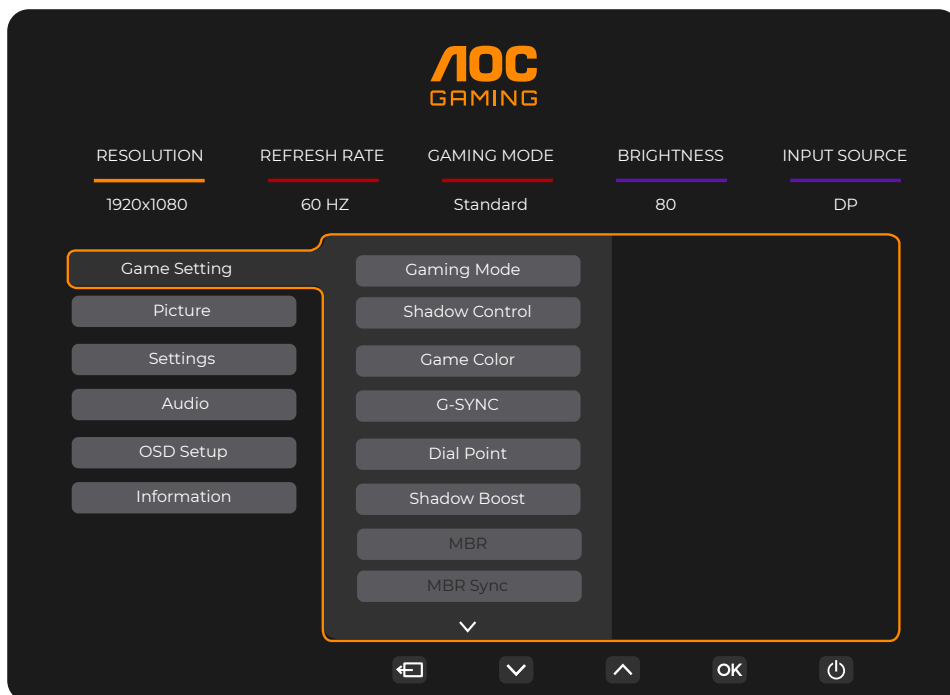 AOC
GAMING
RESOLUTION REFRESH RATE GAMING MODE BRIGHTNESS INPUT SOURCE
1920x1080 60 HZ Standard 80 DP
Game Setting
Picture
Settings
Audio
OSD Setup
Information
Gaming Mode
Shadow Control
Game Color
G-SYNC
Dial Point
Shadow Boost
MBR
MBR Sync
OK